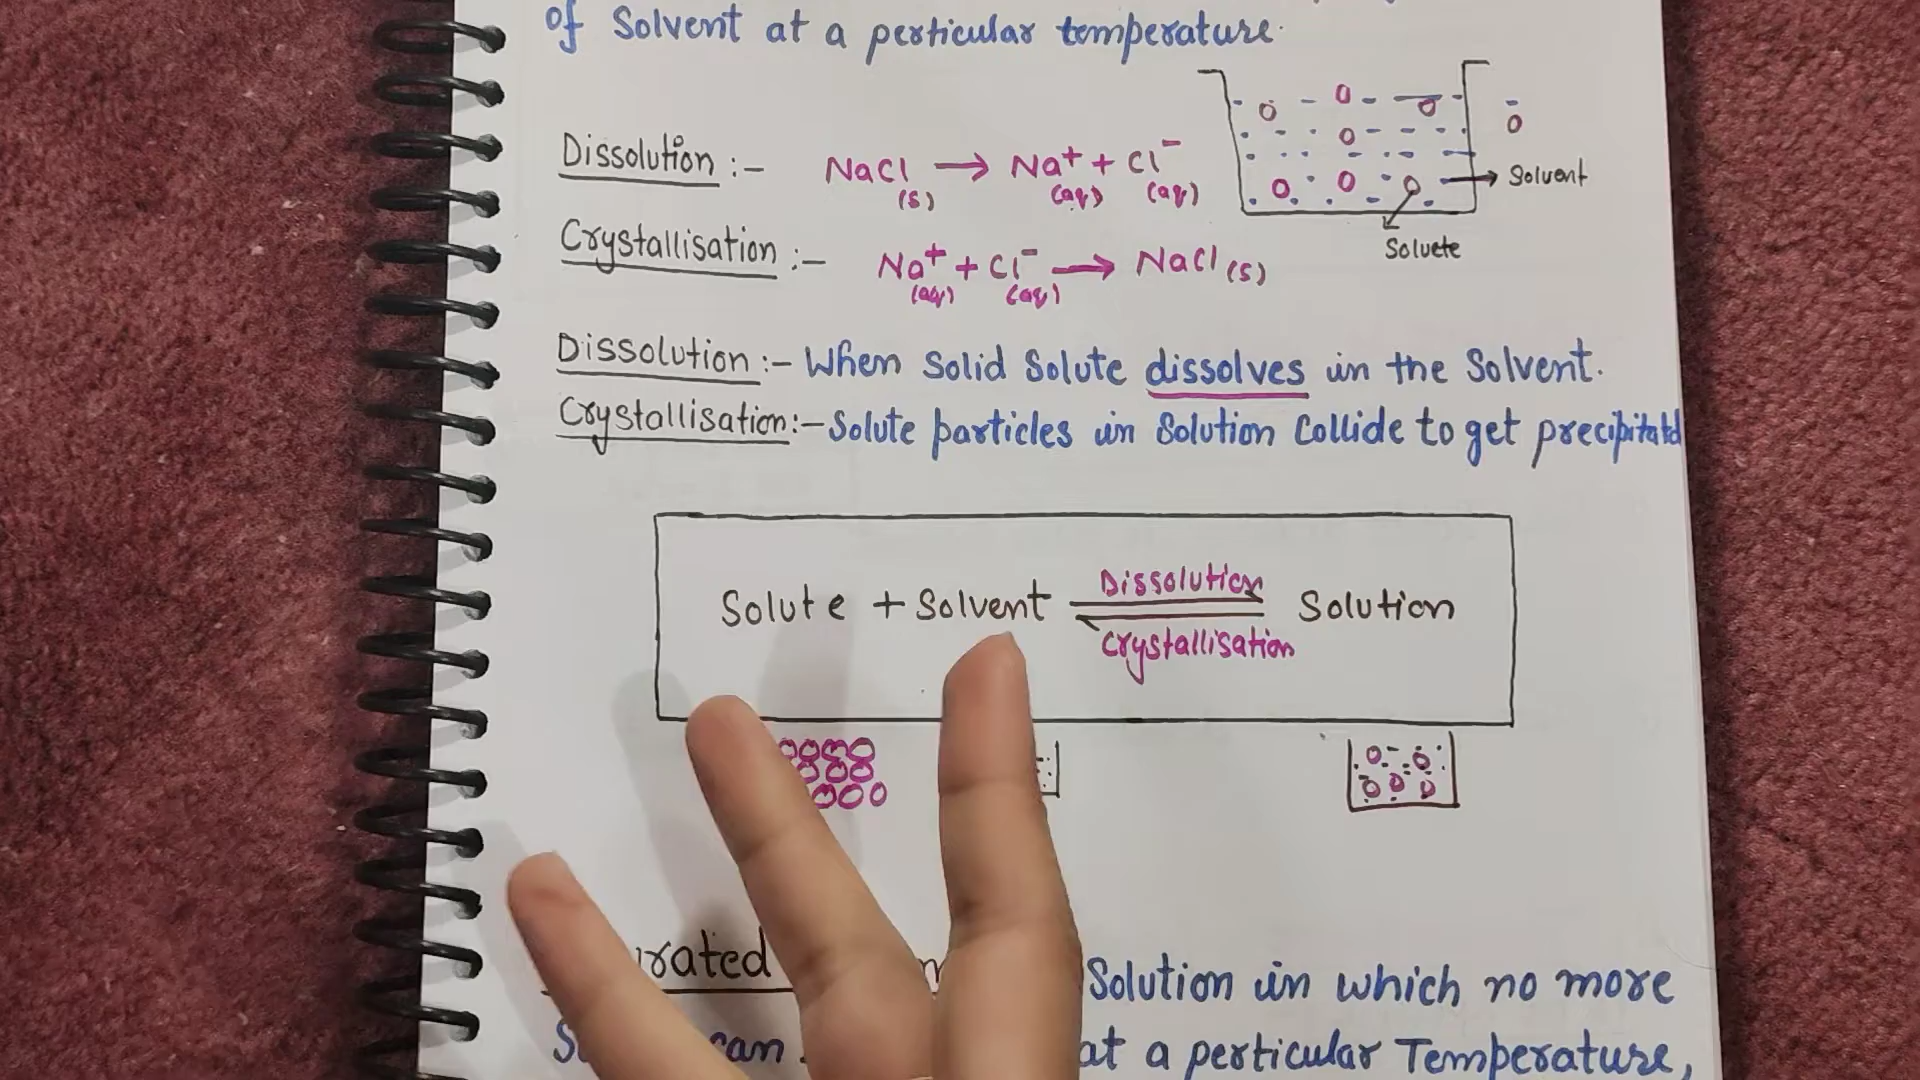 of Solvent at a perticular temperature.
Dissolution :- NaCl (s) → Na+ (aq) + Cl- (aq)
Solvent
Soluete
Crystallisation :- Na+ (aq) + Cl- (aq) → NaCl (s)
Dissolution :- When Solid Solute dissolves in the Solvent.
Crystallisation :- Solute particles in Solution Collide to get precipitatd
Dissolution
Solute + Solvent ⇌ Solution
Crystallisation
Solution in which no more
can at a perticular Temperature,